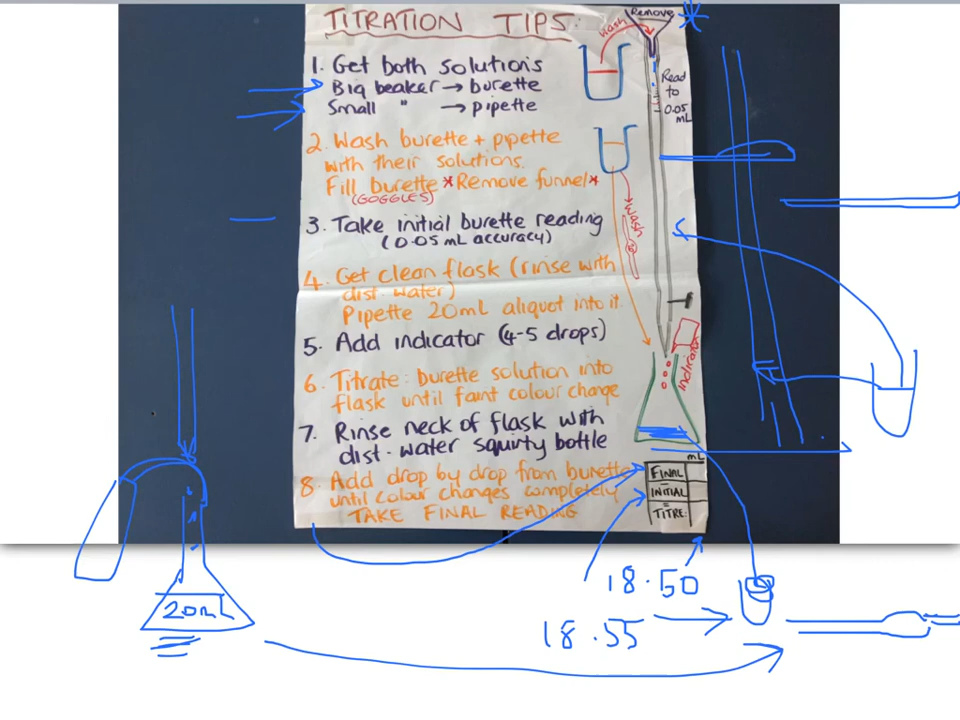 TITRATION TIPS:
1. Get both solutions
Big beaker → burette
Small " → pipette
2. Wash burette + pipette
with their solutions.
Fill burette *Remove funnel*
(GOGGLES)
3. Take initial burette reading
(0.05 mL accuracy)
4. Get clean flask (rinse with
dist. water)
Pipette 20mL aliquot into it
5. Add indicator (4-5 drops)
6. Titrate: burette solution into
flask until faint colour change
7. Rinse neck of flask with
dist. water squirty bottle
8. Add drop by drop from burette
until colour changes completely
TAKE FINAL READING
Wash
Remove
*
Read
to
0.05
mL
Wash
Indicator
mL
FINAL
-
INITIAL
=
TITRE:
20mL
18.50
18.55